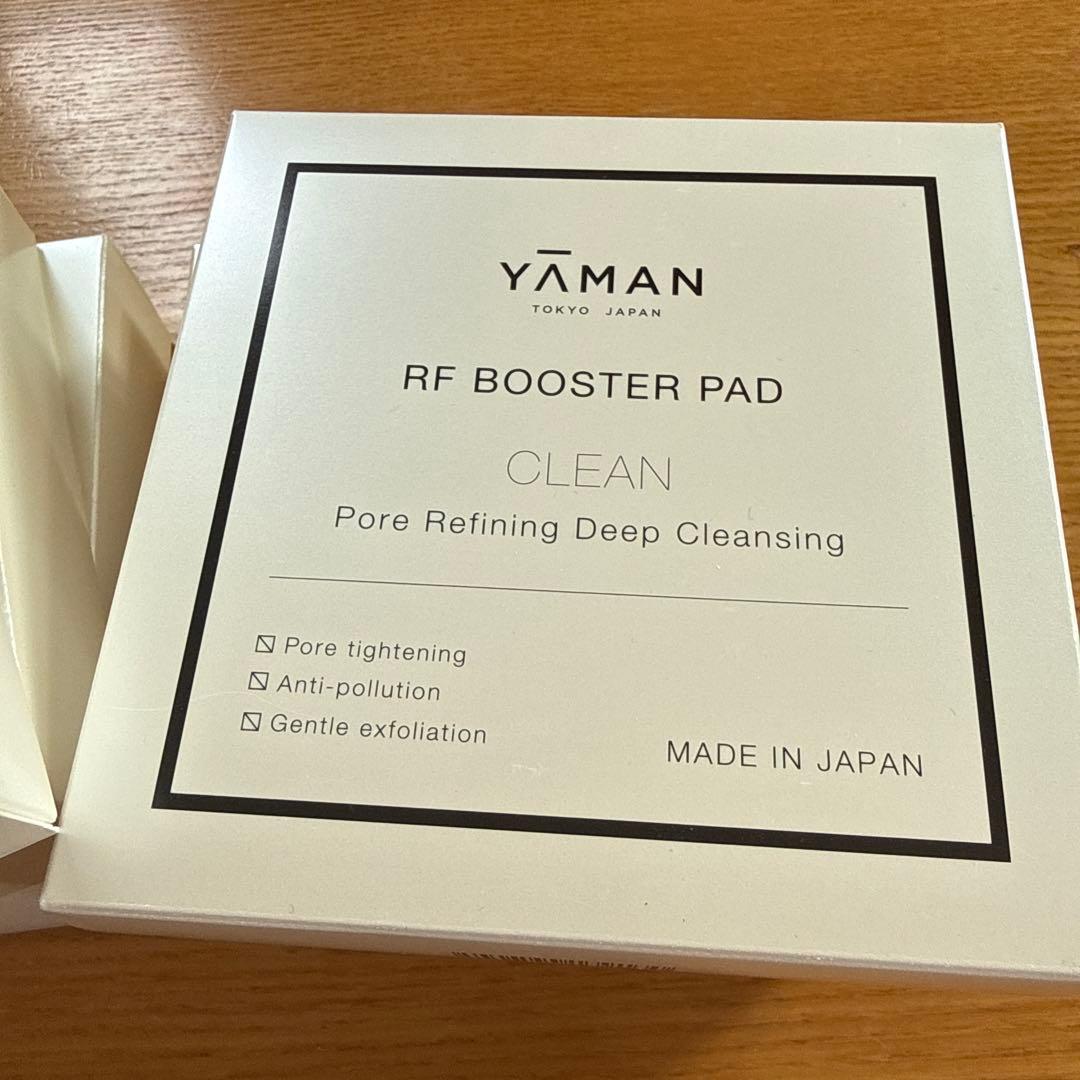 YĀMAN
TOKYO JAPAN
RF BOOSTER PAD
CLEAN
Pore Refining Deep Cleansing
Pore tightening
Anti-pollution
Gentle exfoliation
MADE IN JAPAN